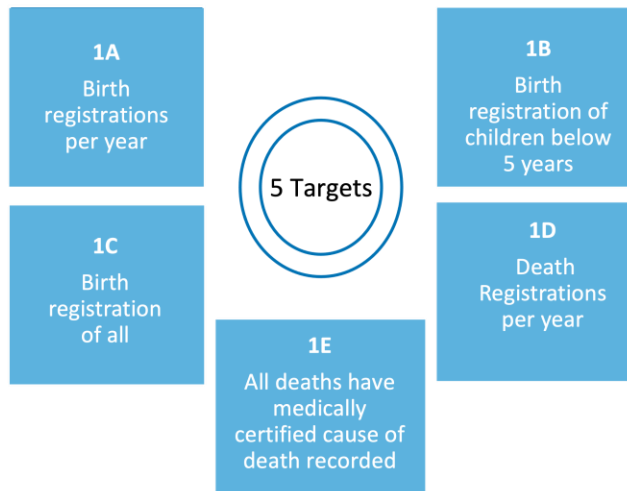 1A
Birth
registrations
per year
1B
Birth
registration of
children below
5 years
5 Targets
1C
Birth
registration
of all
1D
Death
Registrations
per year
1E
All deaths have
medically
certified cause of
death recorded